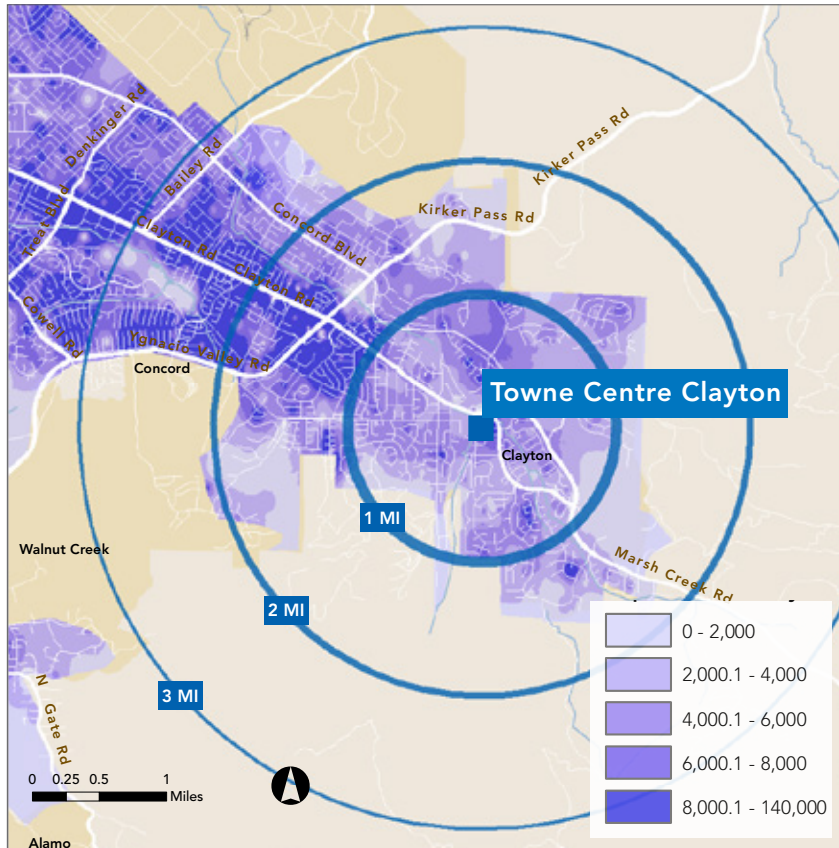 Denkinger Rd
Bailey Rd
Kirker Pass Rd
Kirker Pass Rd
Concord Blvd
Treat Blvd
Clayton Rd
Clayton Rd
Cowell Rd
Ygnacio Valley Rd
Concord
Towne Centre Clayton
Clayton
1 MI
Walnut Creek
Marsh Creek Rd
2 MI
3 MI
N Gate Rd
0 - 2,000
2,000.1 - 4,000
4,000.1 - 6,000
6,000.1 - 8,000
8,000.1 - 140,000
0 0.25 0.5 1
Miles
Alamo